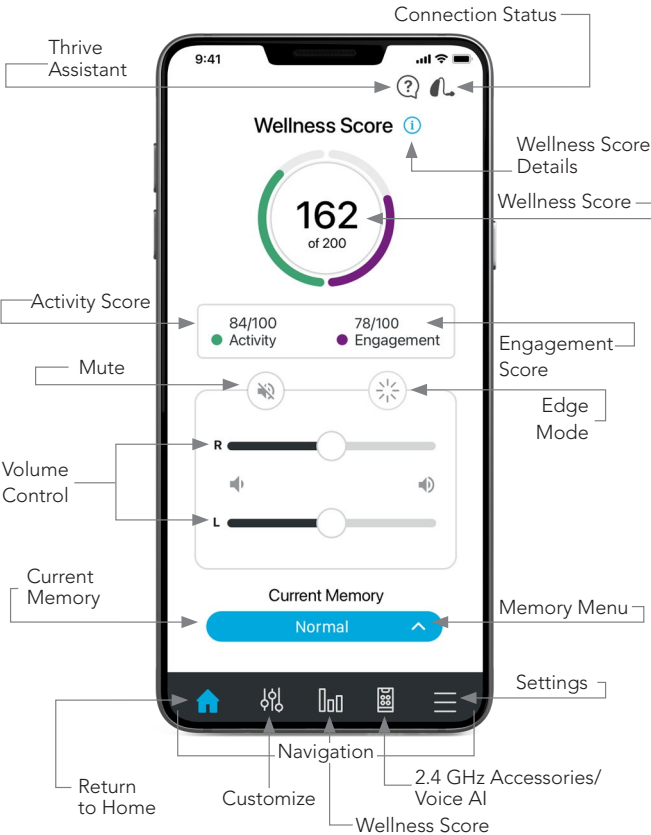 Connection Status
Thrive
Assistant
9:41
?
Wellness Score i
Wellness Score
Details
162
of 200
Wellness Score
Activity Score
84/100
Activity
78/100
Engagement
Engagement
Score
Mute
Edge
Mode
R
Volume
Control
L
Current
Memory
Current Memory
Normal
Memory Menu
Settings
Navigation
Return
to Home
Customize
2.4 GHz Accessories/
Voice AI
Wellness Score